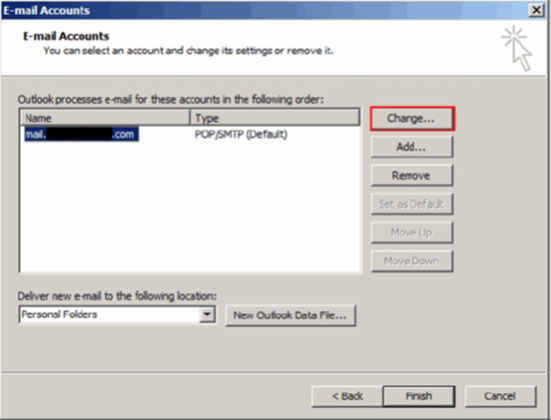 E-mail Accounts
E-mail Accounts
You can select an account and change its settings or remove it.
Outlook processes e-mail for these accounts in the following order:
Name Type
mail. .com POP/SMTP (Default)
Change...
Add...
Remove
Set as Default
Move Up
Move Down
Deliver new e-mail to the following location:
Personal Folders New Outlook Data File...
< Back Finish Cancel